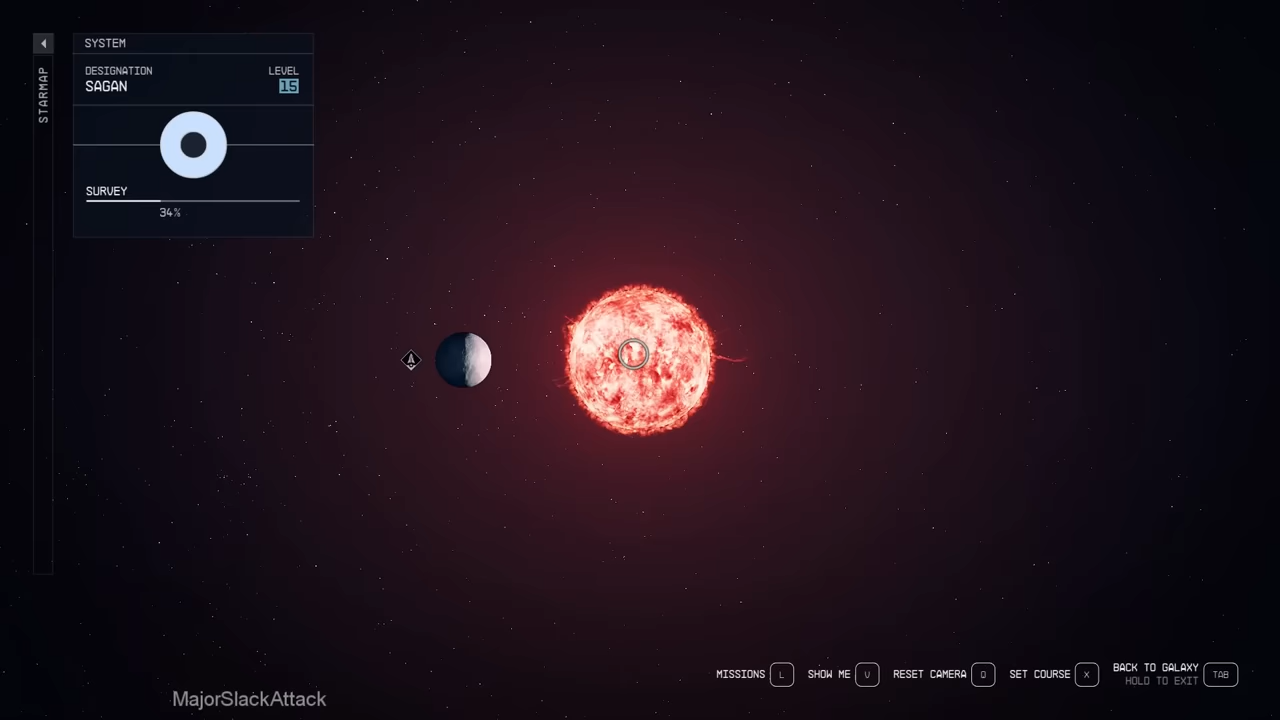 SYSTEM
DESIGNATION
LEVEL
SAGAN
15
STARMAP
SURVEY
34%
MISSIONS L
SHOW ME V
RESET CAMERA Q
SET COURSE X
BACK TO GALAXY
HOLD TO EXIT
TAB
MajorSlackAttack